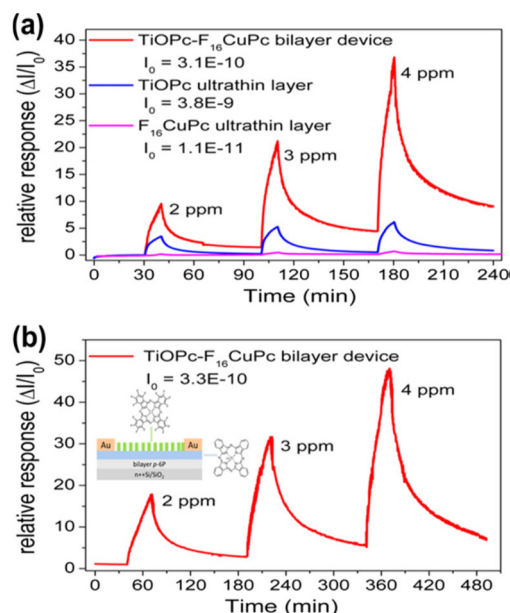 (a)
relative response (ΔI/I₀)
40
35
30
25
20
15
10
5
0
TiOPc-F₁₆CuPc bilayer device
I₀ = 3.1E-10
TiOPc ultrathin layer
I₀ = 3.8E-9
F₁₆CuPc ultrathin layer
I₀ = 1.1E-11
2 ppm
3 ppm
4 ppm
0 30 60 90 120 150 180 210 240
Time (min)
(b)
relative response (ΔI/I₀)
50
40
30
20
10
0
TiOPc-F₁₆CuPc bilayer device
I₀ = 3.3E-10
Au
Au
bilayer p-6P
n++Si/SiO₂
2 ppm
3 ppm
4 ppm
0 60 120 180 240 300 360 420 480
Time (min)